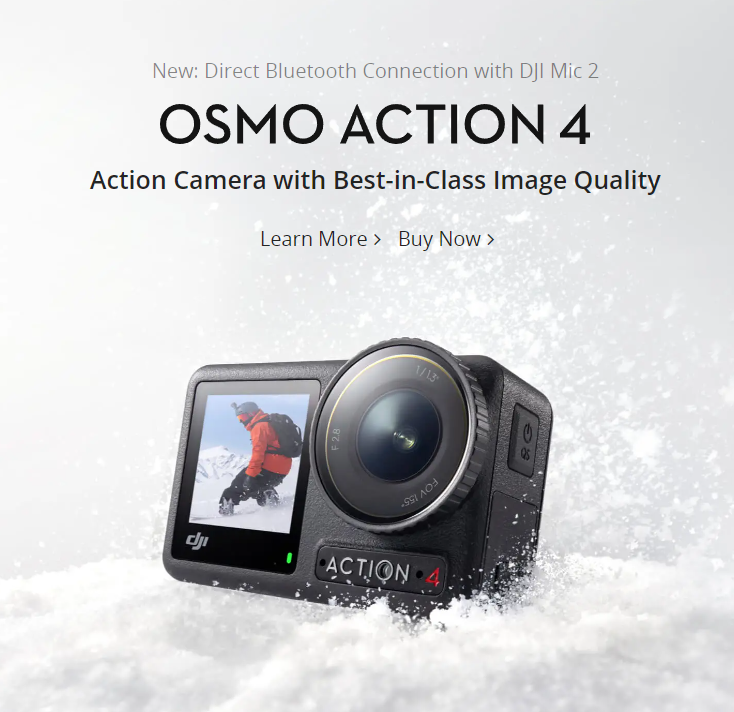 New: Direct Bluetooth Connection with DJI Mic 2
OSMO ACTION 4
Action Camera with Best-in-Class Image Quality
Learn More > Buy Now >
1/1.3"
F2.8
FOV 155°
QS
dji
ACTION 4